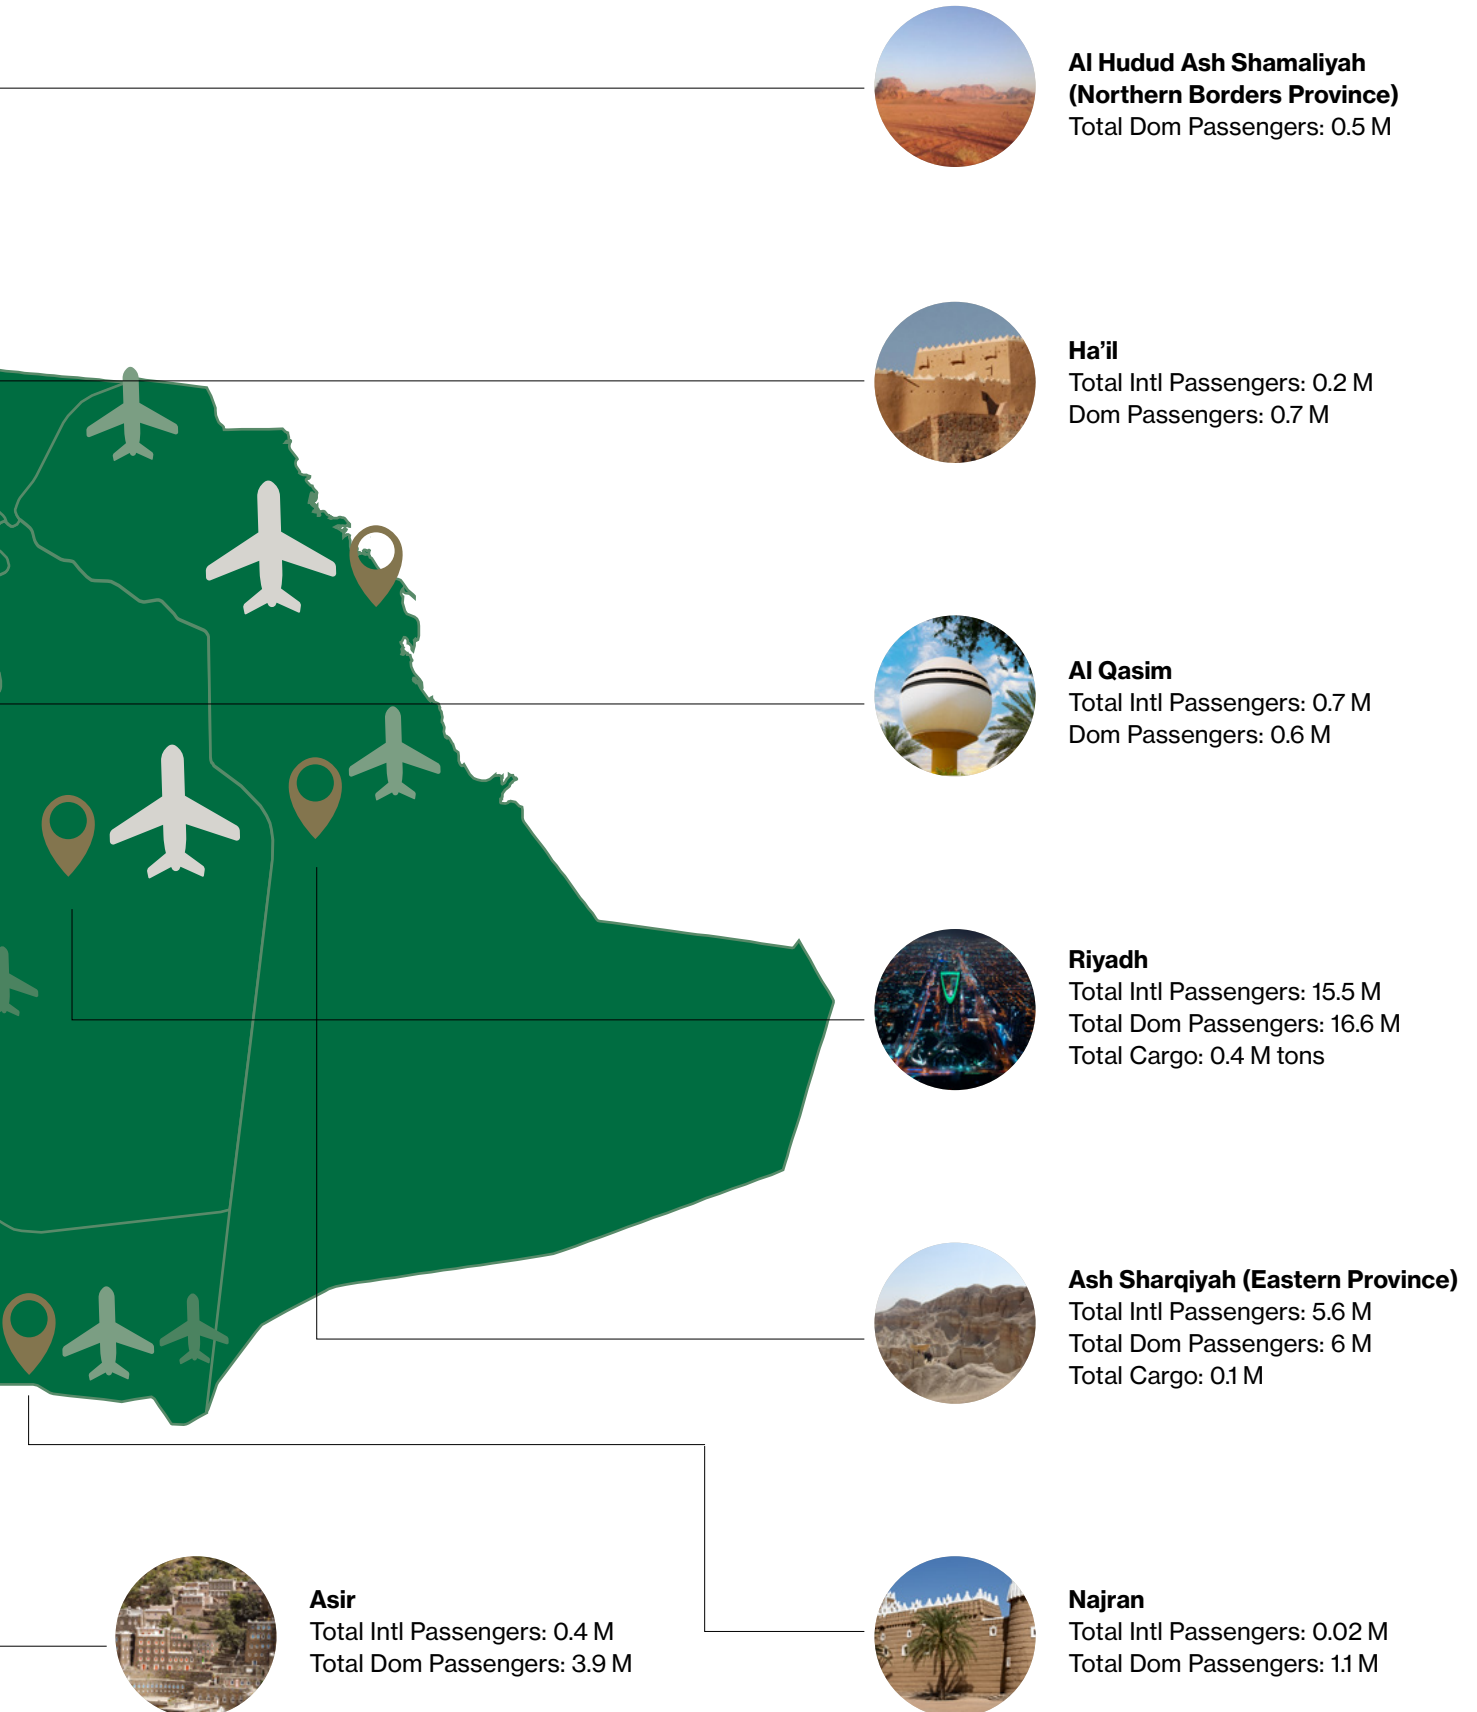 Al Hudud Ash Shamaliyah
(Northern Borders Province)
Total Dom Passengers: 0.5 M
Ha’il
Total Intl Passengers: 0.2 M
Dom Passengers: 0.7 M
Al Qasim
Total Intl Passengers: 0.7 M
Dom Passengers: 0.6 M
Riyadh
Total Intl Passengers: 15.5 M
Total Dom Passengers: 16.6 M
Total Cargo: 0.4 M tons
Ash Sharqiyah (Eastern Province)
Total Intl Passengers: 5.6 M
Total Dom Passengers: 6 M
Total Cargo: 0.1 M
Asir
Total Intl Passengers: 0.4 M
Total Dom Passengers: 3.9 M
Najran
Total Intl Passengers: 0.02 M
Total Dom Passengers: 1.1 M